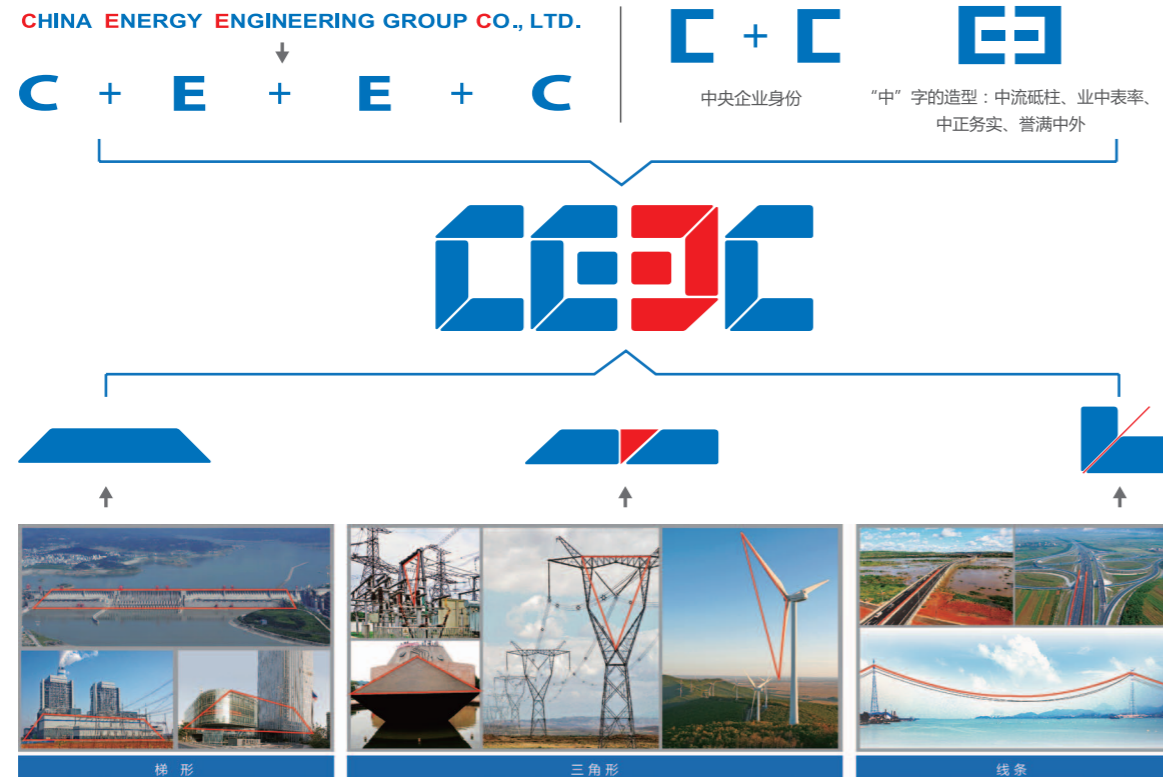 CHINA ENERGY ENGINEERING GROUP CO., LTD.
C + E + E + C
C + C
中央企业身份
“中”字的造型：中流砥柱、业中表率、
中正务实、誉满中外
CEEC
梯 形
三角形
线条